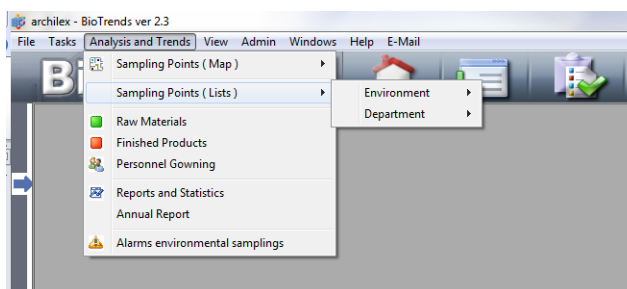 archilex - BioTrends ver 2.3
File Tasks Analysis and Trends View Admin Windows Help E-Mail
Sampling Points ( Map )
Sampling Points ( Lists )
Environment
Department
Raw Materials
Finished Products
Personnel Gowning
Reports and Statistics
Annual Report
Alarms environmental samplings